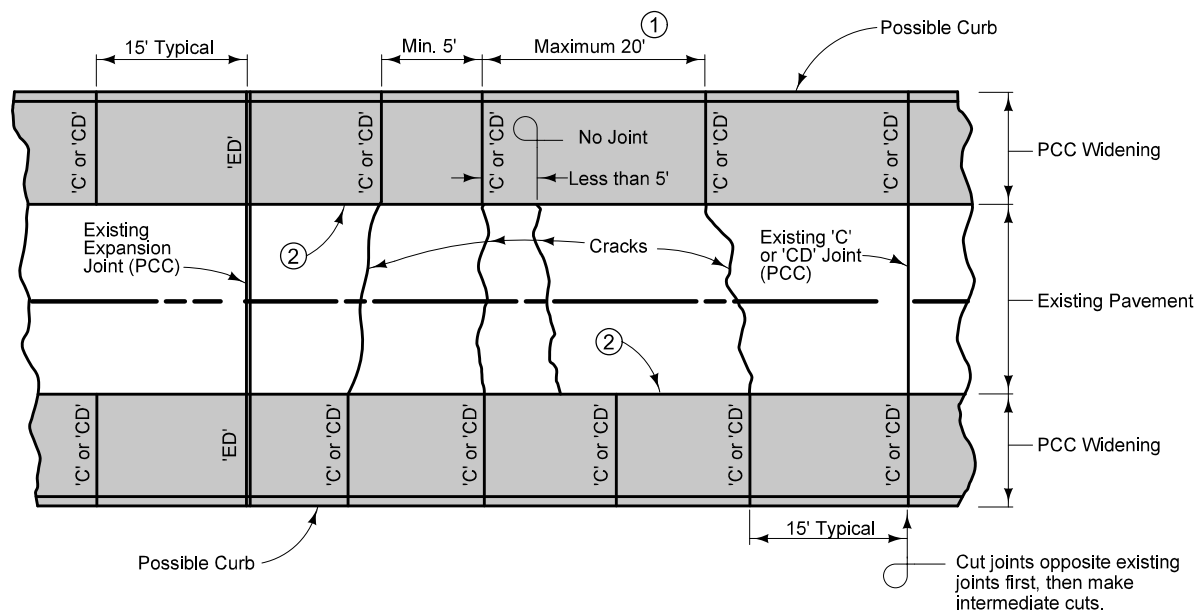 ①
Possible Curb
15' Typical
Min. 5'
Maximum 20'
'C' or 'CD'
'ED'
'C' or 'CD'
'C' or 'CD'
No Joint
Less than 5'
'C' or 'CD'
'C' or 'CD'
PCC Widening
Existing
Expansion
Joint (PCC)
②
Cracks
Existing 'C'
or 'CD' Joint
(PCC)
Existing Pavement
②
'C' or 'CD'
'ED'
'C' or 'CD'
'C' or 'CD'
'C' or 'CD'
'C' or 'CD'
'C' or 'CD'
PCC Widening
15' Typical
Possible Curb
Cut joints opposite existing
joints first, then make
intermediate cuts.